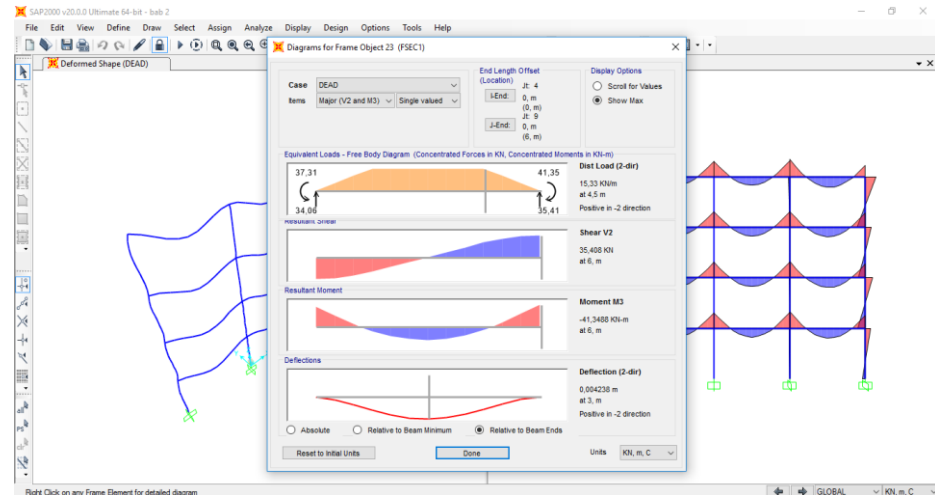 SAP2000 v20.0.0 Ultimate 64-bit - bab 2
File Edit View Define Draw Select Assign Analyze Display Design Options Tools Help
Deformed Shape (DEAD)
Diagrams for Frame Object 23 (FSEC1)
Case DEAD
Items Major (V2 and M3) Single valued
End Length Offset
(Location)
Jt: 4
I-End: 0, m
(0, m)
Jt: 9
J-End: 0, m
(6, m)
Display Options
Scroll for Values
Show Max
Equivalent Loads - Free Body Diagram (Concentrated Forces in KN, Concentrated Moments in KN-m)
37,31
41,35
34,06
35,41
Dist Load (2-dir)
15,33 KN/m
at 4,5 m
Positive in -2 direction
Resultant Shear
Shear V2
35,408 KN
at 6, m
Resultant Moment
Moment M3
-41,3488 KN-m
at 6, m
Deflections
Deflection (2-dir)
0,004238 m
at 3, m
Positive in -2 direction
Absolute Relative to Beam Minimum Relative to Beam Ends
Reset to Initial Units Done Units KN, m, C
Right Click on any Frame Element for detailed diagram
GLOBAL KN, m, C